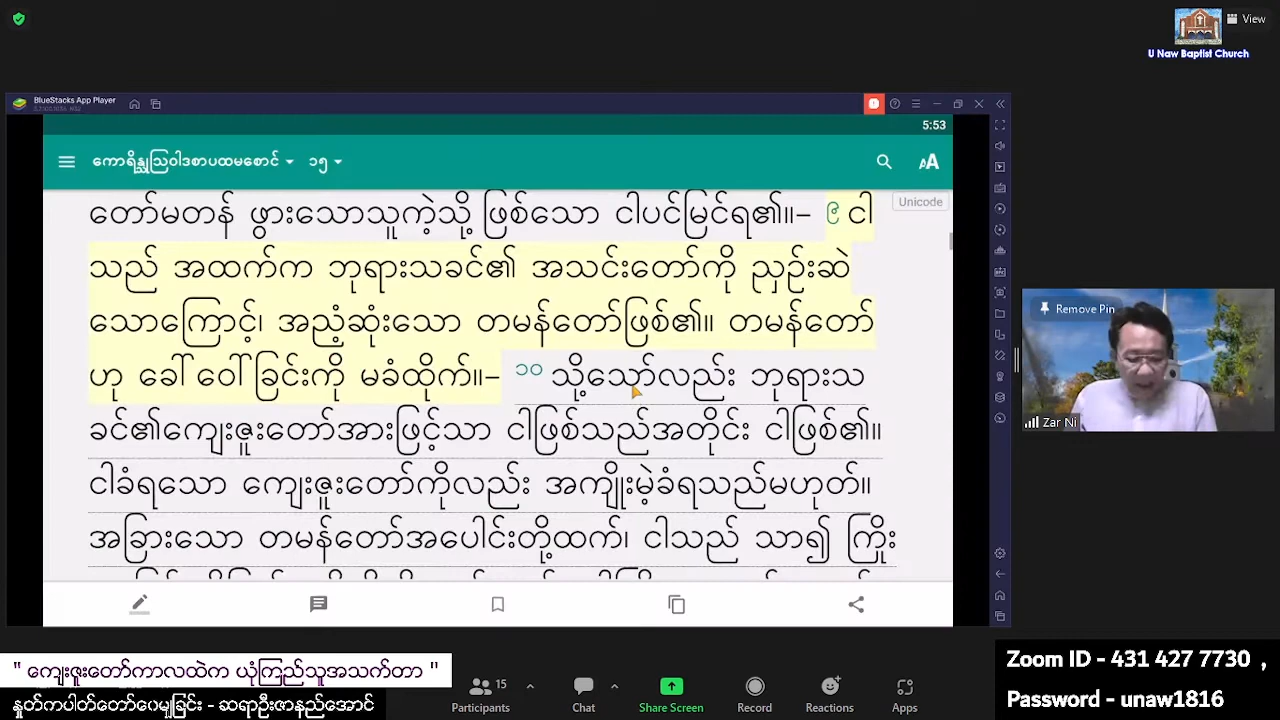 View
U Naw Baptist Church
BlueStacks App Player
5:53
ကောရိန္သုဩဝါဒစာပထမစောင် ၁၅
AA
Unicode
တော်မတန် ဖွားသောသူကဲ့သို့ ဖြစ်သော ငါပင်မြင်ရ၏။– ၉ ငါ
သည် အထက်က ဘုရားသခင်၏ အသင်းတော်ကို ညှဉ်းဆဲ
သောကြောင့်၊ အညံ့ဆုံးသော တမန်တော်ဖြစ်၏။ တမန်တော်
ဟု ခေါ်ဝေါ်ခြင်းကို မခံထိုက်။– ၁၀ သို့သော်လည်း ဘုရားသ
ခင်၏ကျေးဇူးတော်အားဖြင့်သာ ငါဖြစ်သည်အတိုင်း ငါဖြစ်၏။
ငါခံရသော ကျေးဇူးတော်ကိုလည်း အကျိုးမဲ့ခံရသည်မဟုတ်။
အခြားသော တမန်တော်အပေါင်းတို့ထက်၊ ငါသည် သာ၍ ကြိုး
Remove Pin
Zar Ni
" ကျေးဇူးတော်ကာလထဲက ယုံကြည်သူအသက်တာ "
နှုတ်ကပါတ်တော်ဝေမျှခြင်း - ဆရာဦးဇာနည်အောင်
15
Participants
Chat
Share Screen
Record
Reactions
Apps
Zoom ID - 431 427 7730 ,
Password - unaw1816